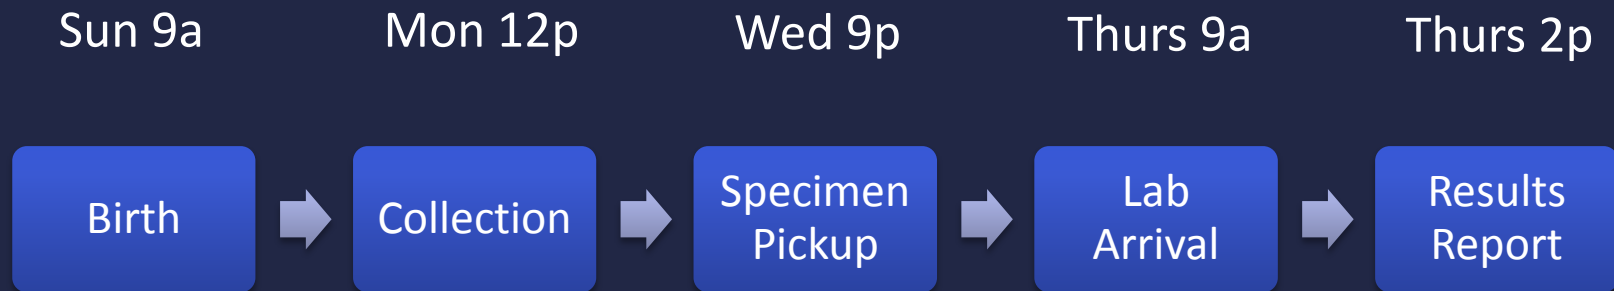 Sun 9a
Mon 12p
Wed 9p
Thurs 9a
Thurs 2p
Birth
Collection
Specimen
Pickup
Lab
Arrival
Results
Report